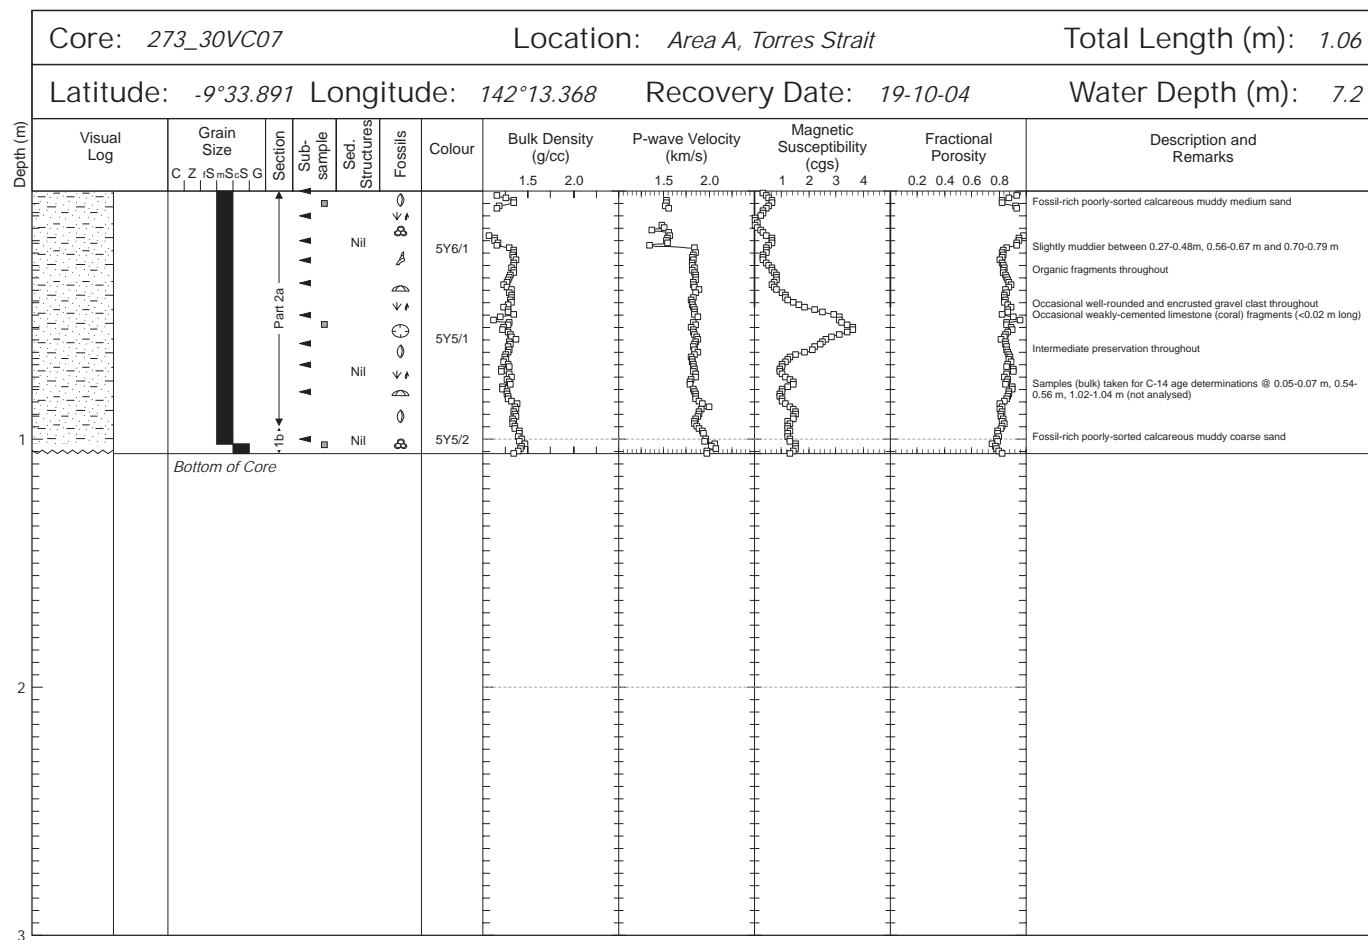 Core: 273_30VC07 Location: Area A, Torres Strait Total Length (m): 1.06
Latitude: -9°33.891 Longitude: 142°13.368 Recovery Date: 19-10-04 Water Depth (m): 7.2
Depth (m)
Visual
Log
Grain
Size
C Z fS mS cS G
Section
Sub-
sample
Sed.
Structures
Fossils
Colour
Bulk Density
(g/cc)
1.5 2.0
P-wave Velocity
(km/s)
1.5 2.0
Magnetic
Susceptibility
(cgs)
1 2 3 4
Fractional
Porosity
0.2 0.4 0.6 0.8
Description and
Remarks
Part 2a
1b
Nil
Nil
Nil
5Y6/1
5Y5/1
5Y5/2
Fossil-rich poorly-sorted calcareous muddy medium sand
Slightly muddier between 0.27-0.48m, 0.56-0.67 m and 0.70-0.79 m
Organic fragments throughout
Occasional well-rounded and encrusted gravel clast throughout
Occasional weakly-cemented limestone (coral) fragments (<0.02 m long)
Intermediate preservation throughout
Samples (bulk) taken for C-14 age determinations @ 0.05-0.07 m, 0.54-
0.56 m, 1.02-1.04 m (not analysed)
Fossil-rich poorly-sorted calcareous muddy coarse sand
1
Bottom of Core
2
3